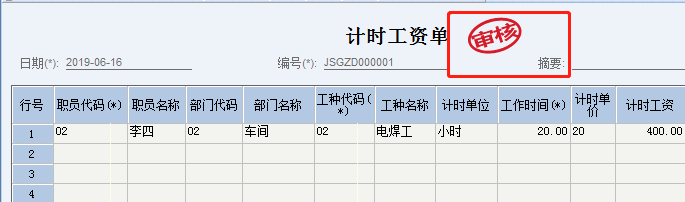 计时工资单
审核
日期(*): 2019-06-16 编号(*): JSGZD000001 摘要:
行号 职员代码(*) 职员名称 部门代码 部门名称 工种代码(*) 工种名称 计时单位 工作时间(*) 计时单价 计时工资
1 02 李四 02 车间 02 电焊工 小时 20.00 20 400.00
2
3
4